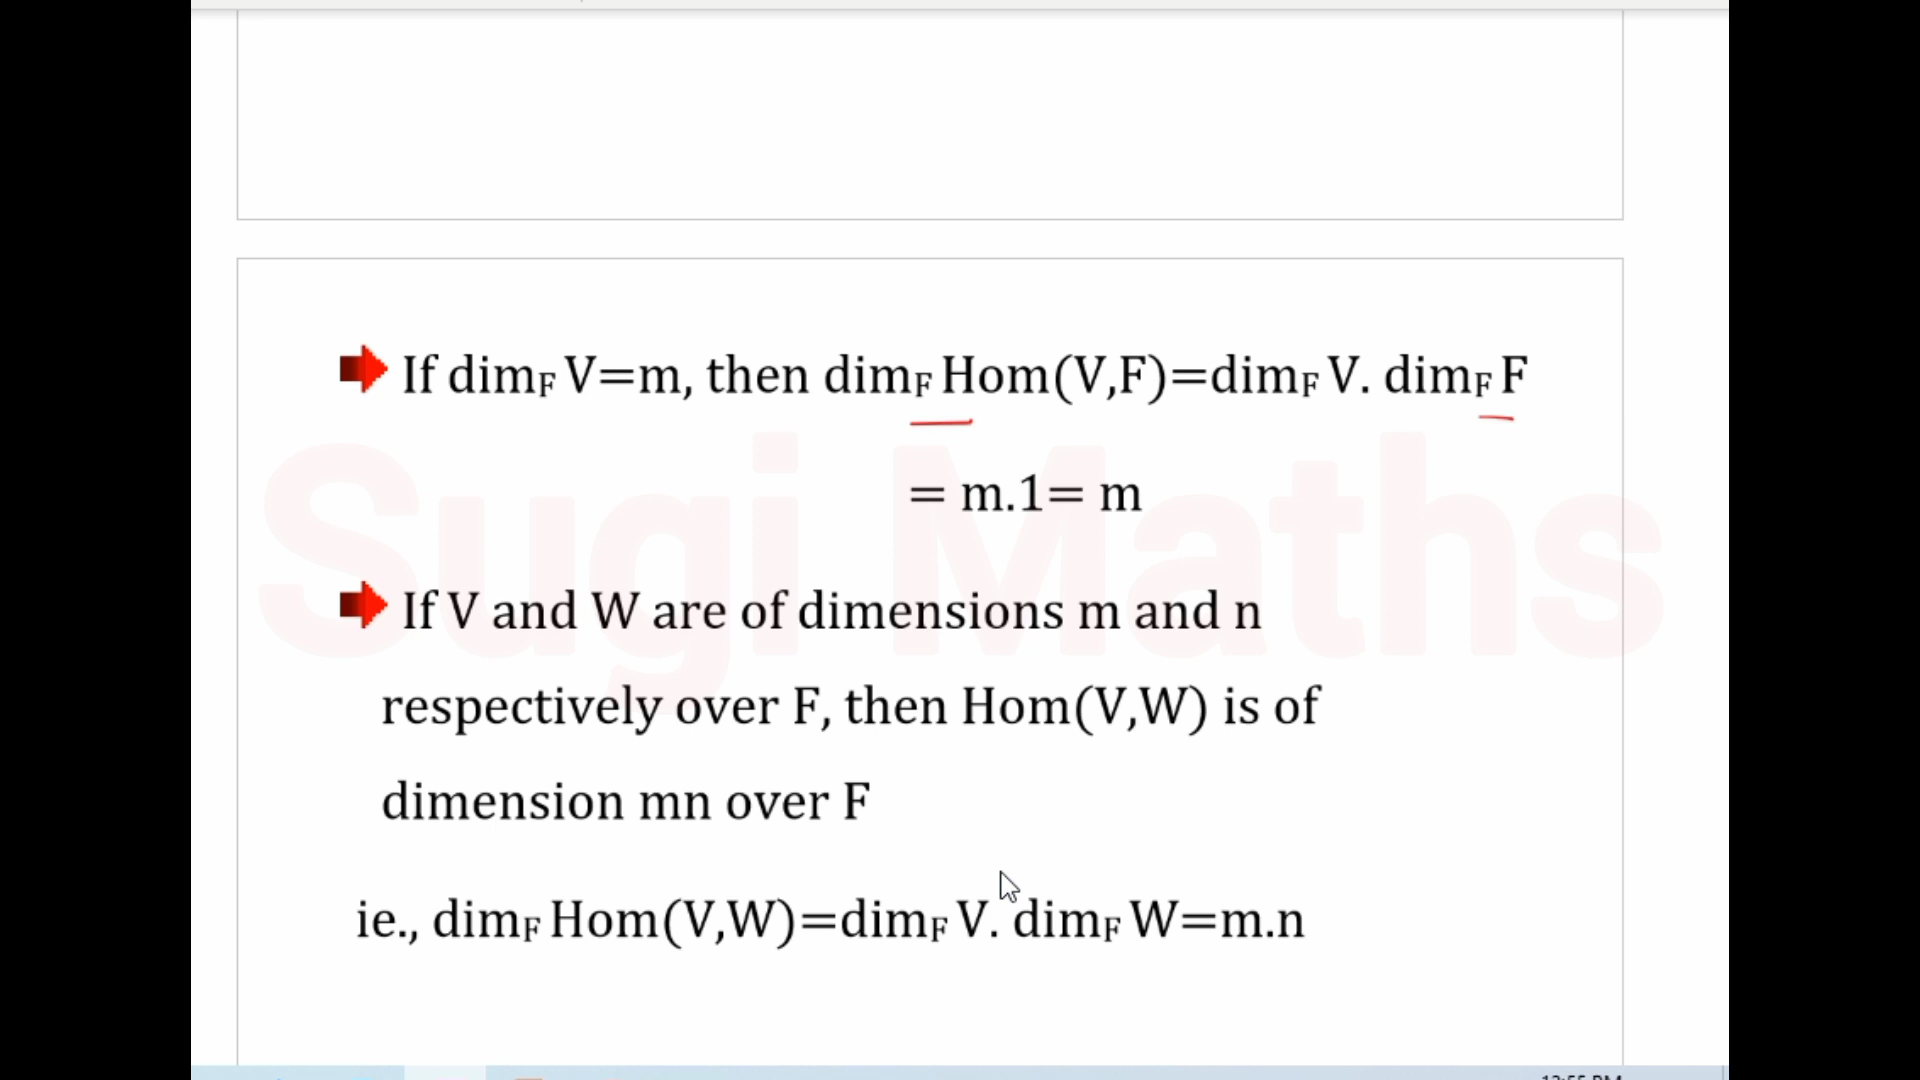 If dimF V=m, then dimF Hom(V,F)=dimF V. dimF F
= m.1= m
Sugi Maths
If V and W are of dimensions m and n
respectively over F, then Hom(V,W) is of
dimension mn over F
ie., dimF Hom(V,W)=dimF V. dimF W=m.n